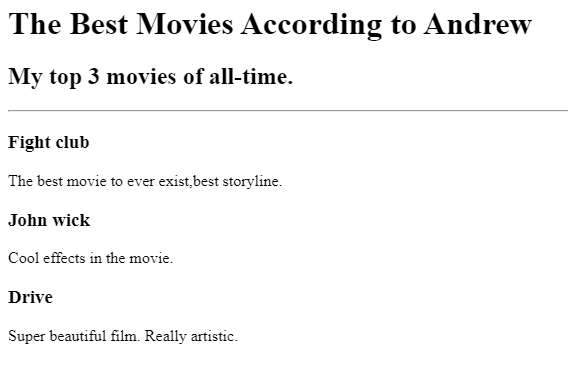 The Best Movies According to Andrew
My top 3 movies of all-time.
Fight club
The best movie to ever exist,best storyline.
John wick
Cool effects in the movie.
Drive
Super beautiful film. Really artistic.